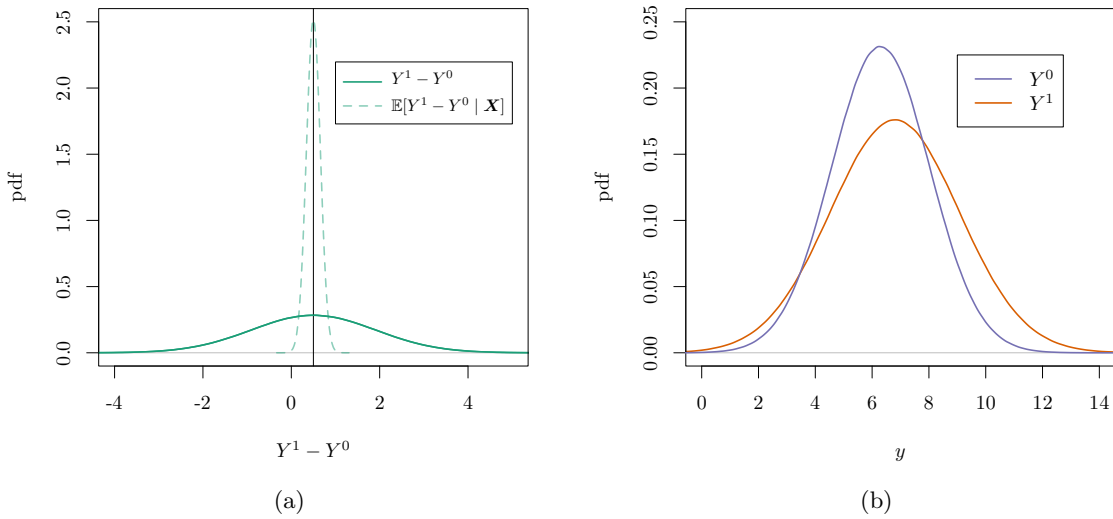 pdf
2.5
2.0
1.5
1.0
0.5
0.0
Y¹ − Y⁰
𝔼[Y¹ − Y⁰ | X]
-4 -2 0 2 4
Y¹ − Y⁰
(a)
pdf
0.25
0.20
0.15
0.10
0.05
0.00
Y⁰
Y¹
0 2 4 6 8 10 12 14
y
(b)